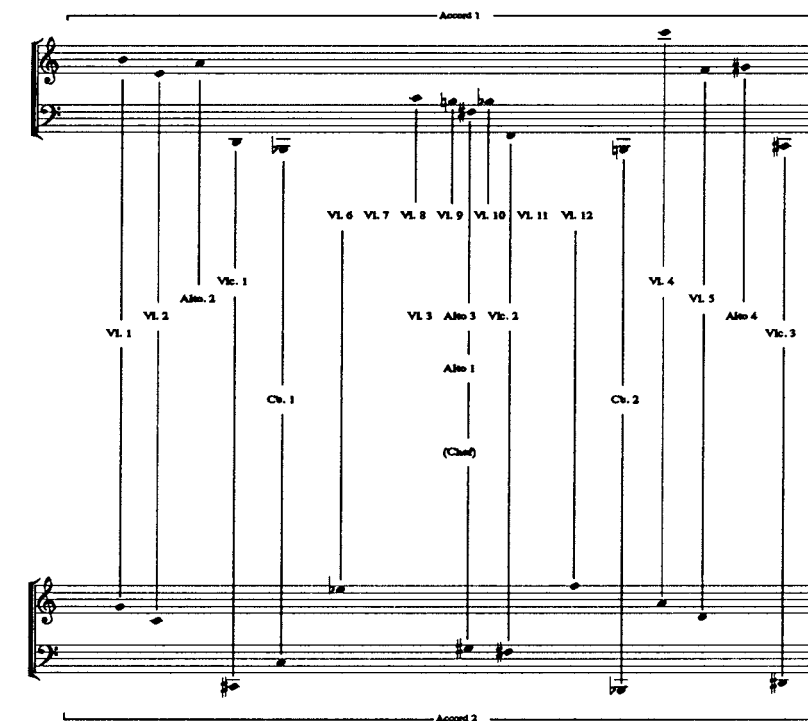 Accord 1
Vl. 6 Vl. 7 Vl. 8 Vl. 9 Vl. 10 Vl. 11 Vl. 12
Vlc. 1 Vl. 4
Alto. 2 Vl. 5
Vl. 2 Vl. 3 Alto 3 Vlc. 2 Alto 4
Vl. 1 Vlc. 3
Alto 1
Cb. 1 Cb. 2
(Chef)
Accord 2